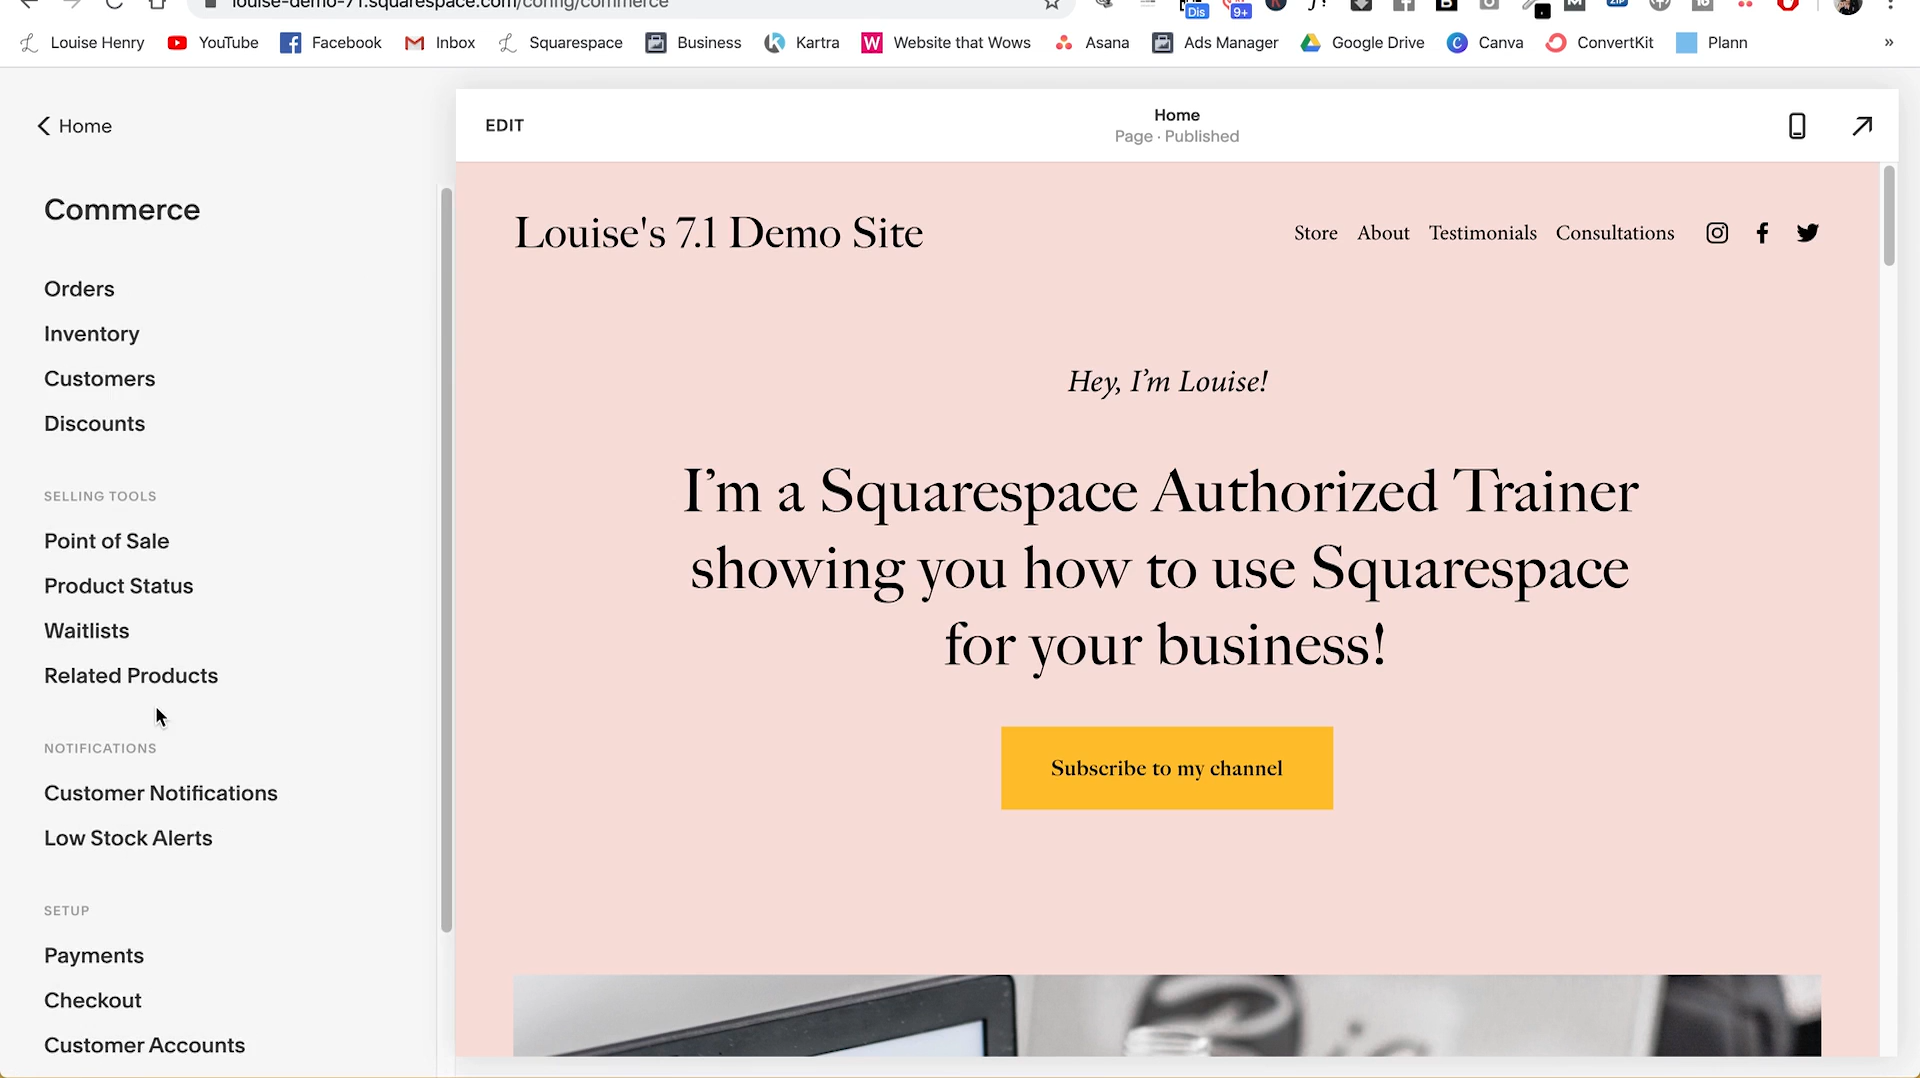 louise-demo-71.squarespace.com/config/commerce
Dis
9+
Louise Henry
YouTube
Facebook
Inbox
Squarespace
Business
Kartra
W
Website that Wows
Asana
Ads Manager
Google Drive
Canva
ConvertKit
Plann
»
Home
EDIT
Home
Page · Published
Commerce
Louise's 7.1 Demo Site
Store
About
Testimonials
Consultations
Orders
Inventory
Customers
Discounts
Hey, I'm Louise!
I'm a Squarespace Authorized Trainer
showing you how to use Squarespace
for your business!
SELLING TOOLS
Point of Sale
Product Status
Waitlists
Related Products
Subscribe to my channel
NOTIFICATIONS
Customer Notifications
Low Stock Alerts
SETUP
Payments
Checkout
Customer Accounts